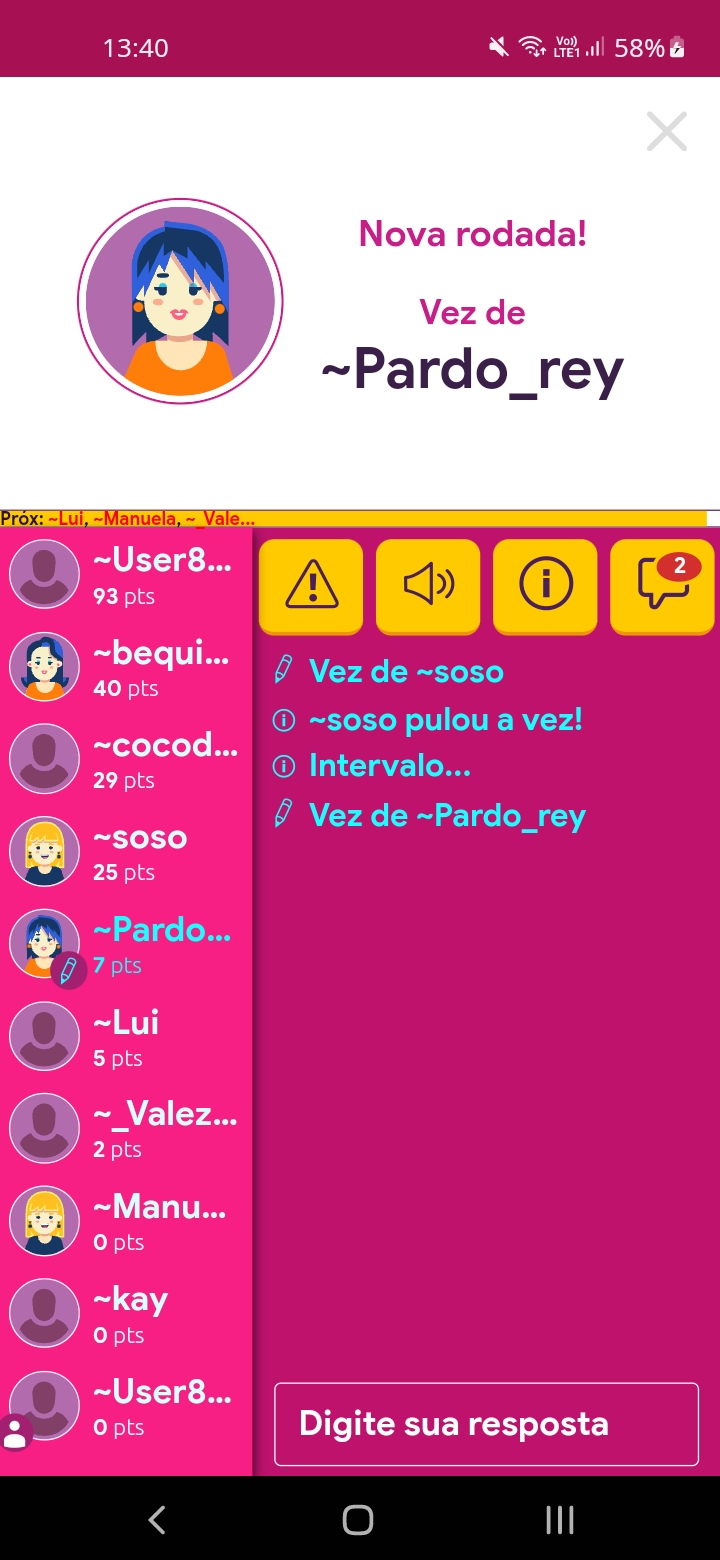 13:40
Vo)) LTE1 58%
Nova rodada!
Vez de
~Pardo_rey
Próx: ~Lui, ~Manuela, ~_Vale...
~User8...
93 pts
~bequi...
40 pts
~cocod...
29 pts
~soso
25 pts
~Pardo...
7 pts
~Lui
5 pts
~_Valez...
2 pts
~Manu...
0 pts
~kay
0 pts
~User8...
0 pts
2
Vez de ~soso
~soso pulou a vez!
Intervalo...
Vez de ~Pardo_rey
Digite sua resposta